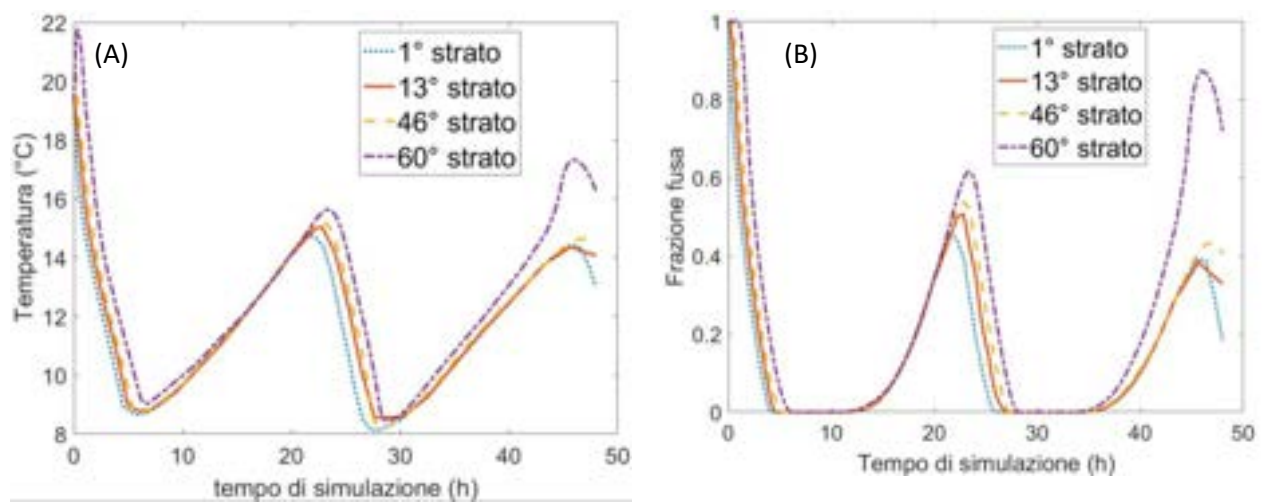 (A)
1° strato
13° strato
46° strato
60° strato
Temperatura (°C)
22
20
18
16
14
12
10
8
0 10 20 30 40 50
tempo di simulazione (h)
(B)
1° strato
13° strato
46° strato
60° strato
Frazione fusa
1
0.8
0.6
0.4
0.2
0
0 10 20 30 40 50
Tempo di simulazione (h)